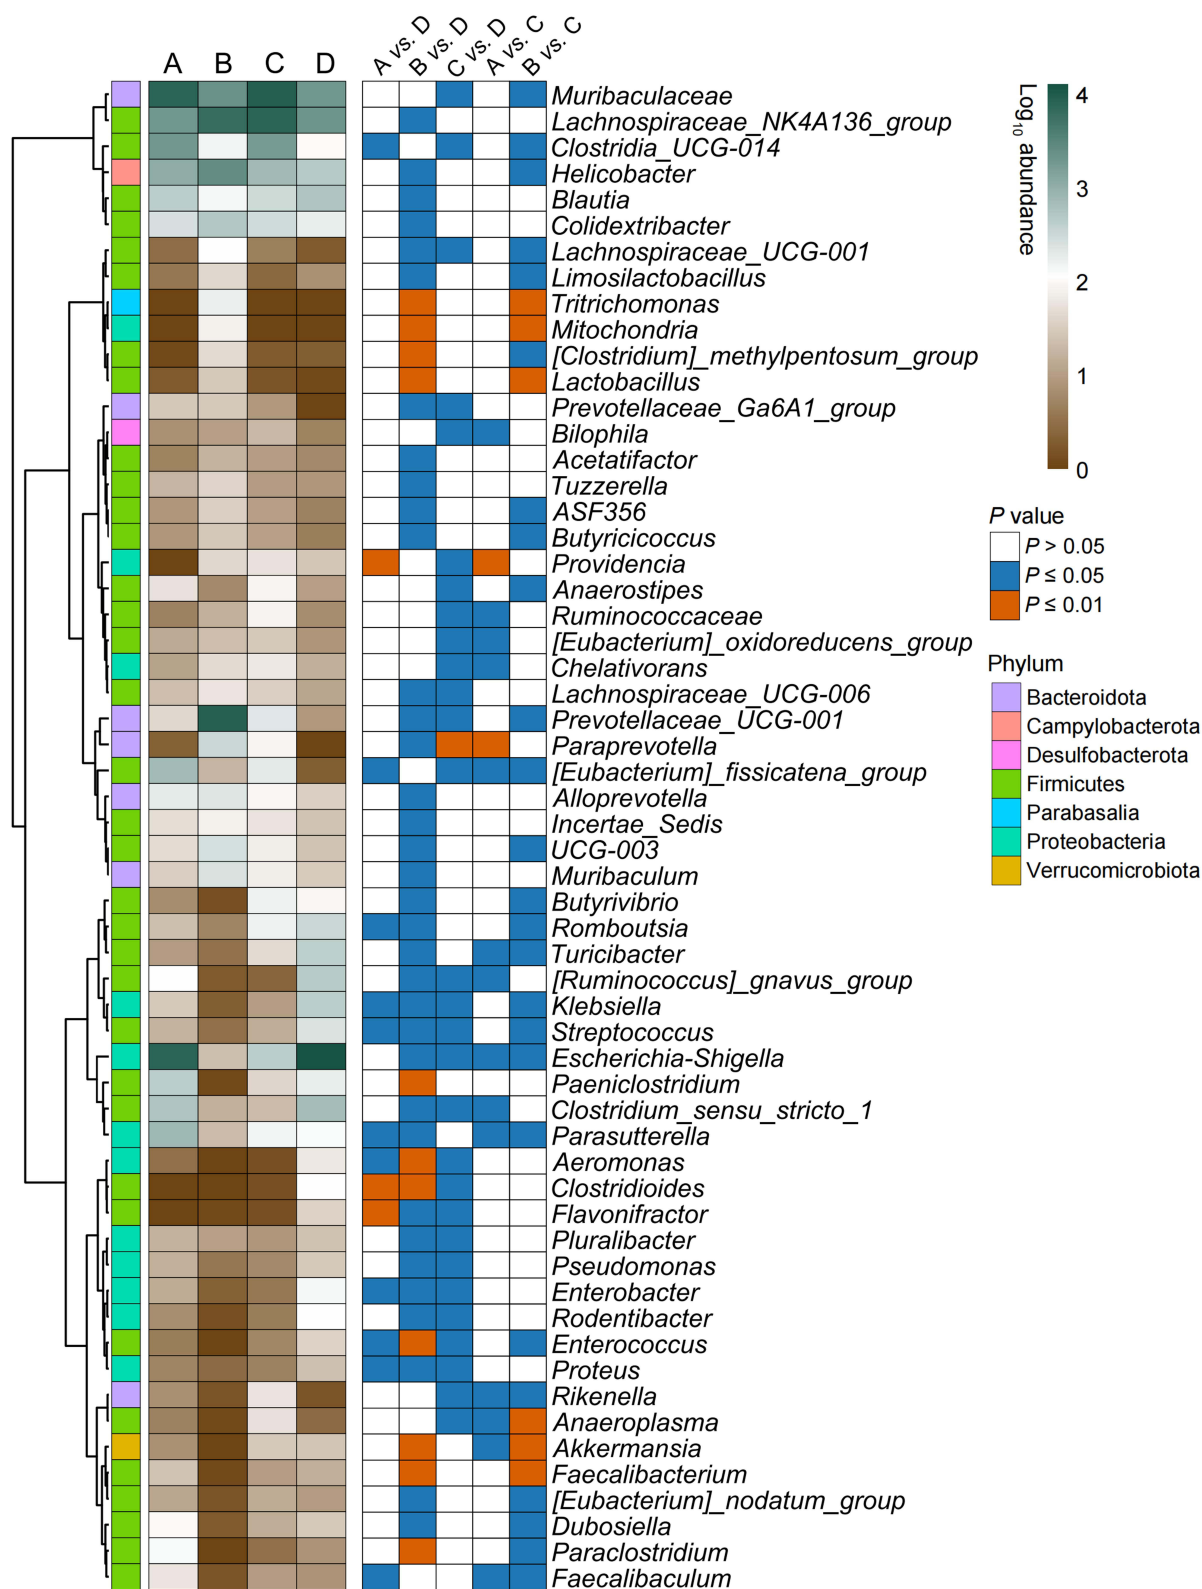 A vs. D
B vs. D
C vs. D
A vs. C
B vs. C
A B C D
Muribaculaceae
Lachnospiraceae_NK4A136_group
Clostridia_UCG-014
Helicobacter
Blautia
Colidextribacter
Lachnospiraceae_UCG-001
Limosilactobacillus
Tritrichomonas
Mitochondria
[Clostridium]_methylpentosum_group
Lactobacillus
Prevotellaceae_Ga6A1_group
Bilophila
Acetatifactor
Tuzzerella
ASF356
Butyricicoccus
Providencia
Anaerostipes
Ruminococcaceae
[Eubacterium]_oxidoreducens_group
Chelativorans
Lachnospiraceae_UCG-006
Prevotellaceae_UCG-001
Paraprevotella
[Eubacterium]_fissicatena_group
Alloprevotella
Incertae_Sedis
UCG-003
Muribaculum
Butyrivibrio
Romboutsia
Turicibacter
[Ruminococcus]_gnavus_group
Klebsiella
Streptococcus
Escherichia-Shigella
Paeniclostridium
Clostridium_sensu_stricto_1
Parasutterella
Aeromonas
Clostridioides
Flavonifractor
Pluralibacter
Pseudomonas
Enterobacter
Rodentibacter
Enterococcus
Proteus
Rikenella
Anaeroplasma
Akkermansia
Faecalibacterium
[Eubacterium]_nodatum_group
Dubosiella
Paraclostridium
Faecalibaculum
Log10 abundance
4
3
2
1
0
P value
P > 0.05
P ≤ 0.05
P ≤ 0.01
Phylum
Bacteroidota
Campylobacterota
Desulfobacterota
Firmicutes
Parabasalia
Proteobacteria
Verrucomicrobiota